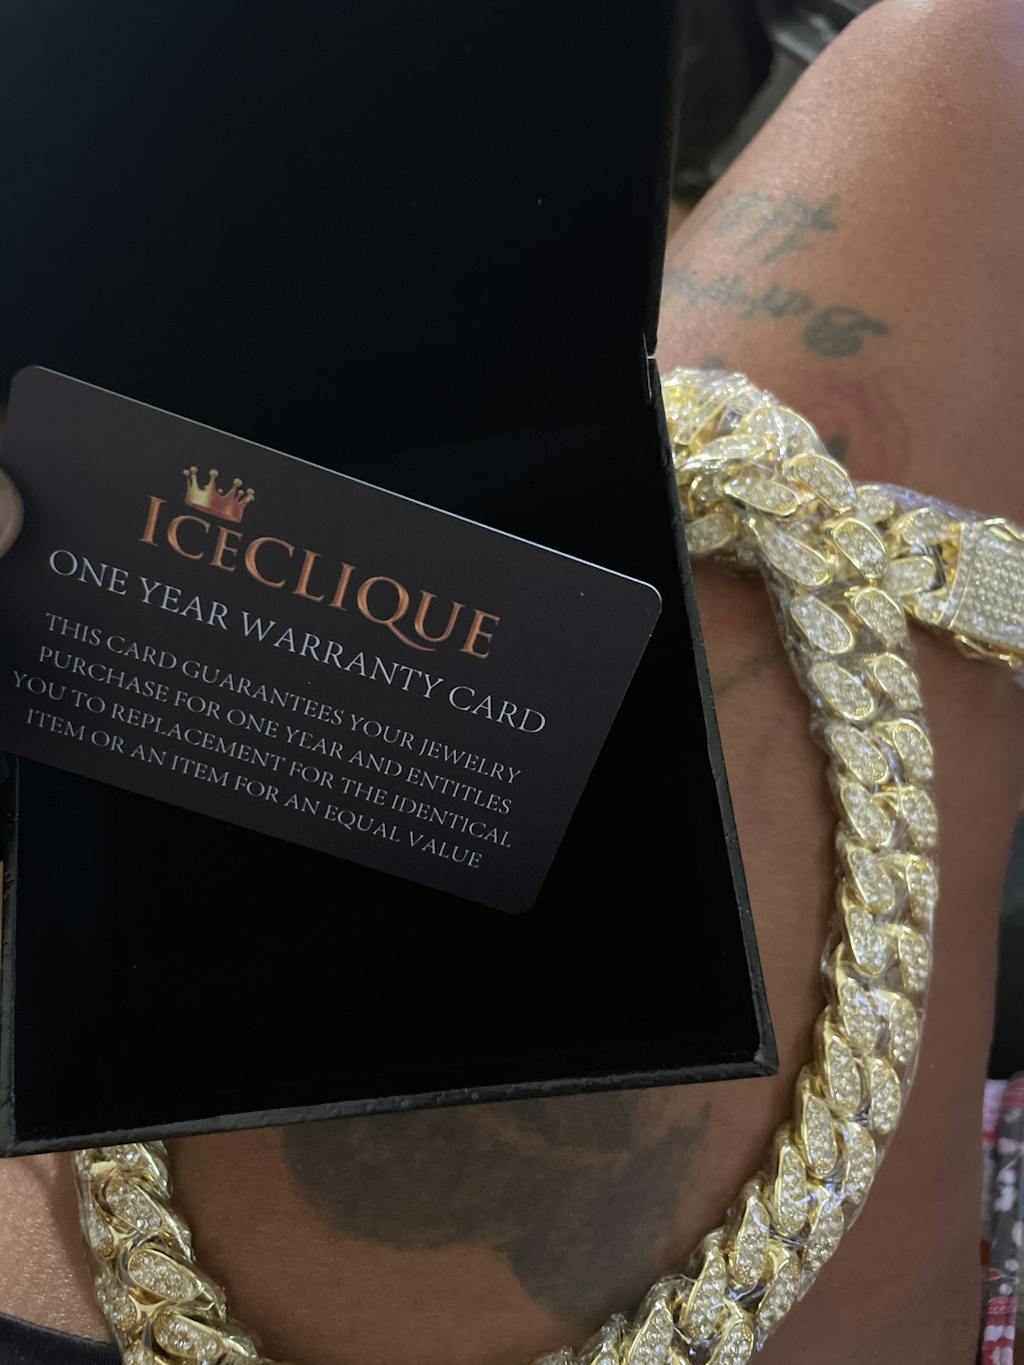 ICECLIQUE
ONE YEAR WARRANTY CARD
THIS CARD GUARANTEES YOUR JEWELRY
PURCHASE FOR ONE YEAR AND ENTITLES
YOU TO REPLACEMENT FOR THE IDENTICAL
ITEM OR AN ITEM FOR AN EQUAL VALUE